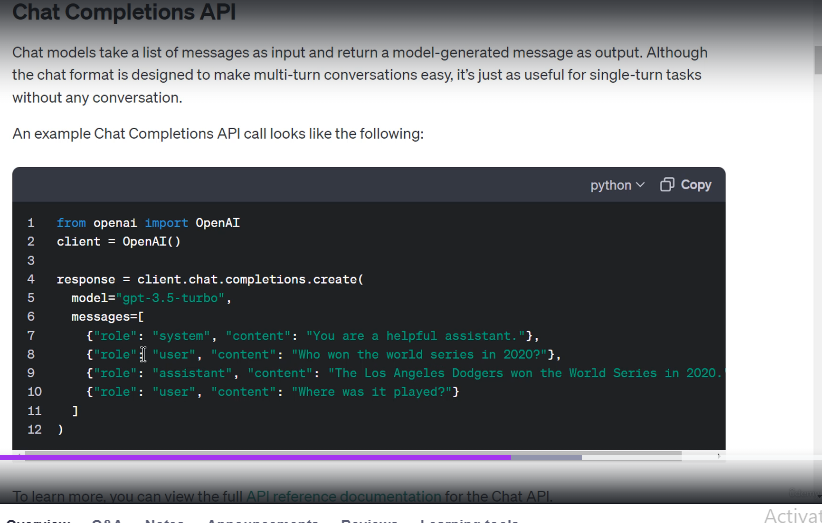 Chat Completions API
Chat models take a list of messages as input and return a model-generated message as output. Although
the chat format is designed to make multi-turn conversations easy, it's just as useful for single-turn tasks
without any conversation.
An example Chat Completions API call looks like the following:
python Copy
1 from openai import OpenAI
2 client = OpenAI()
3
4 response = client.chat.completions.create(
5 model="gpt-3.5-turbo",
6 messages=[
7 {"role": "system", "content": "You are a helpful assistant."},
8 {"role": "user", "content": "Who won the world series in 2020?"},
9 {"role": "assistant", "content": "The Los Angeles Dodgers won the World Series in 2020.
10 {"role": "user", "content": "Where was it played?"}
11 ]
12 )
To learn more, you can view the full API reference documentation for the Chat API.
Overview Q&A Notes Announcements Reviews Learning tools
Activat